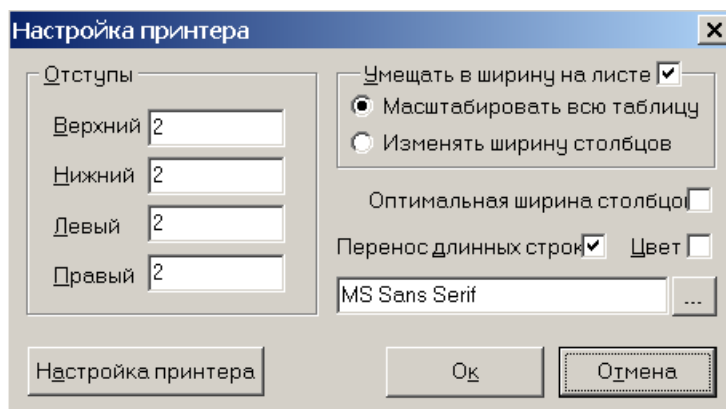 Настройка принтера
Отступы
Верхний 2
Нижний 2
Левый 2
Правый 2
Умещать в ширину на листе
Масштабировать всю таблицу
Изменять ширину столбцов
Оптимальная ширина столбцо
Перенос длинных строк Цвет
MS Sans Serif ...
Настройка принтера Ок Отмена